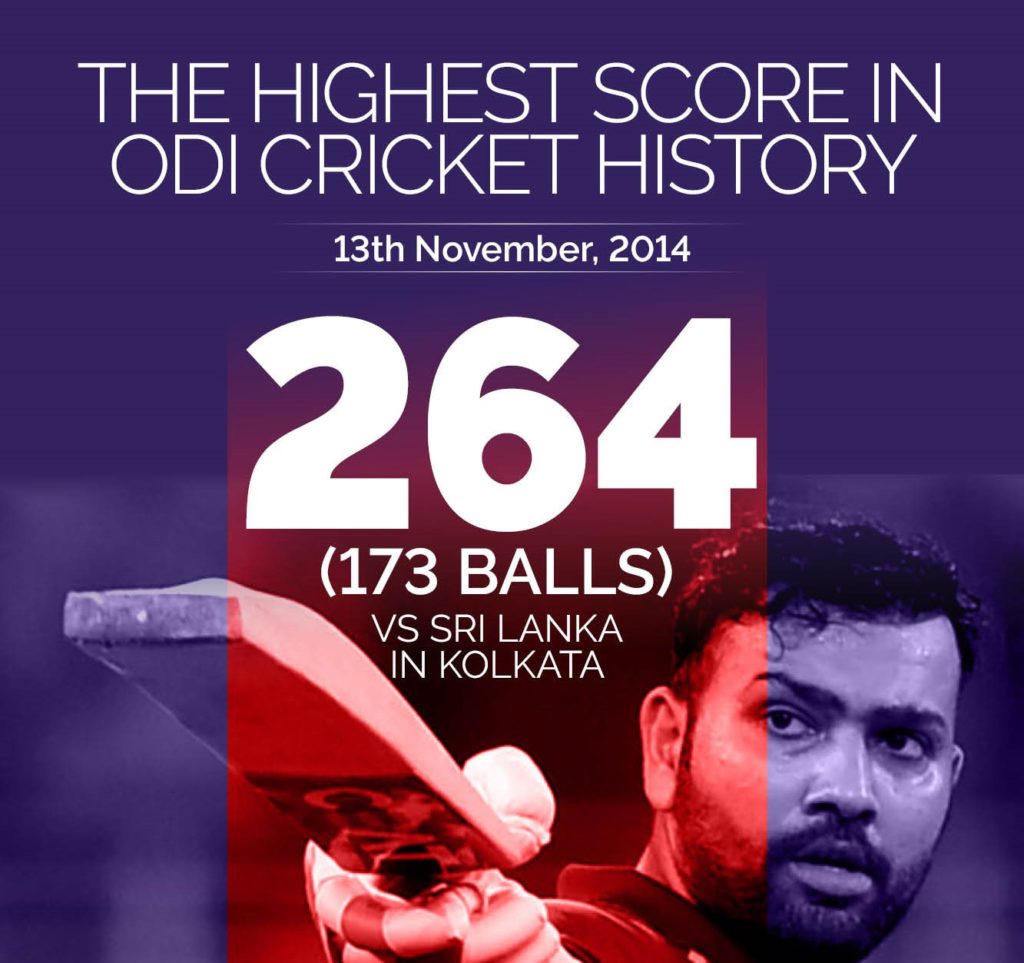 THE HIGHEST SCORE IN
ODI CRICKET HISTORY
13th November, 2014
264
(173 BALLS)
VS SRI LANKA
IN KOLKATA